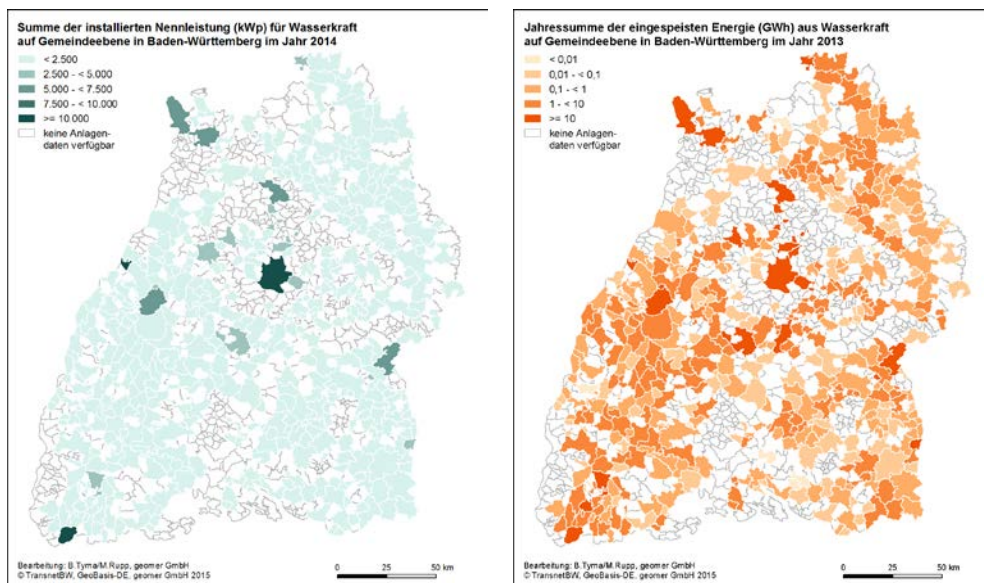 Summe der installierten Nennleistung (kWp) für Wasserkraft
auf Gemeindeebene in Baden-Württemberg im Jahr 2014
< 2.500
2.500 - < 5.000
5.000 - < 7.500
7.500 - < 10.000
>= 10.000
keine Anlagen-
daten verfügbar
Bearbeitung: B.Tyma/M.Rupp, geomer GmbH
© TransnetBW, GeoBasis-DE, geomer GmbH 2015
0 25 50 km
Jahressumme der eingespeisten Energie (GWh) aus Wasserkraft
auf Gemeindeebene in Baden-Württemberg im Jahr 2013
< 0,01
0,01 - < 0,1
0,1 - < 1
1 - < 10
>= 10
keine Anlagen-
daten verfügbar
Bearbeitung: B.Tyma/M.Rupp, geomer GmbH
© TransnetBW, GeoBasis-DE, geomer GmbH 2015
0 25 50 km